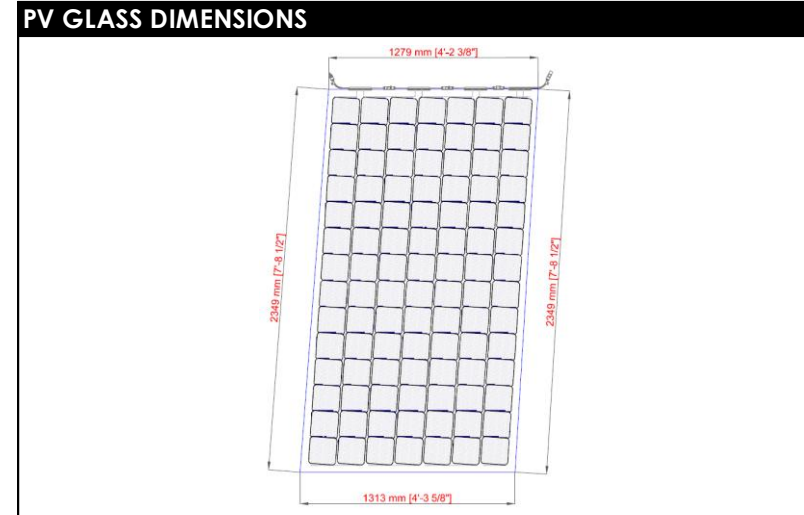 PV GLASS DIMENSIONS
1279 mm [4'-2 3/8"]
2349 mm [7'-8 1/2"]
2349 mm [7'-8 1/2"]
1313 mm [4'-3 5/8"]